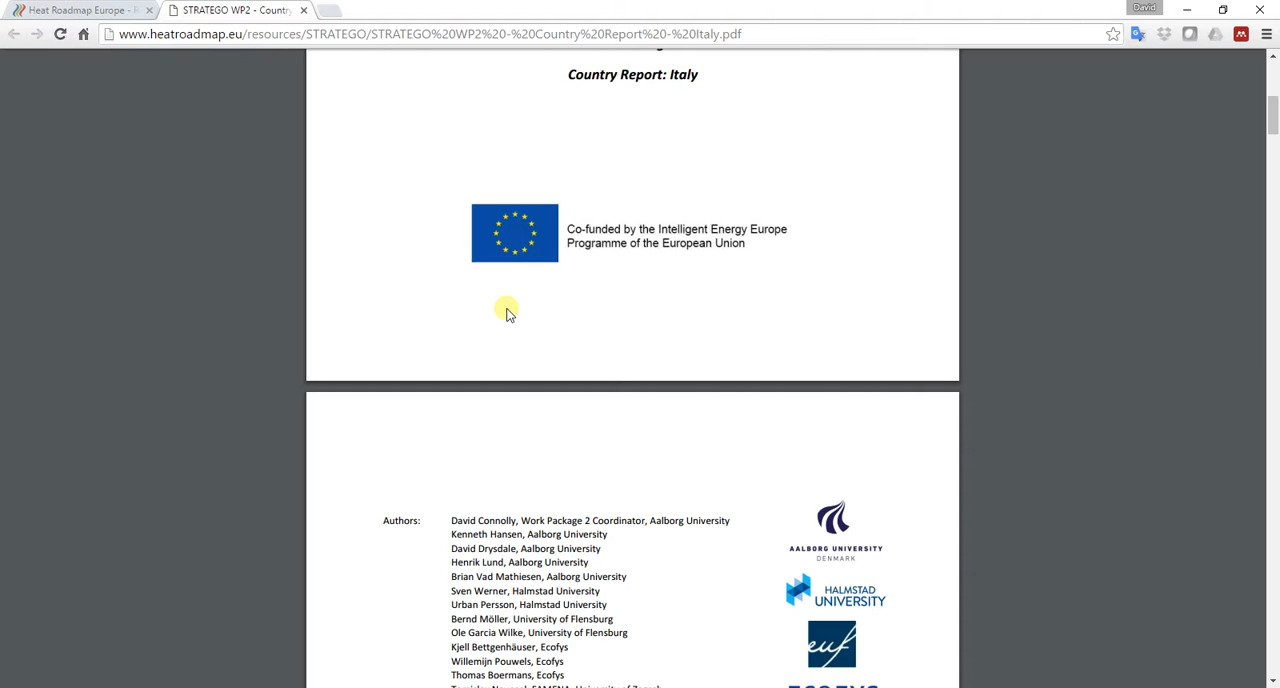 Heat Roadmap Europe -
STRATEGO WP2 - Countr
David
www.heatroadmap.eu/resources/STRATEGO/STRATEGO%20WP2%20-%20Country%20Report%20-%20Italy.pdf
Country Report: Italy
Co-funded by the Intelligent Energy Europe
Programme of the European Union
Authors:
David Connolly, Work Package 2 Coordinator, Aalborg University
Kenneth Hansen, Aalborg University
David Drysdale, Aalborg University
Henrik Lund, Aalborg University
Brian Vad Mathiesen, Aalborg University
Sven Werner, Halmstad University
Urban Persson, Halmstad University
Bernd Möller, University of Flensburg
Ole Garcia Wilke, University of Flensburg
Kjell Bettgenhäuser, Ecofys
Willemijn Pouwels, Ecofys
Thomas Boermans, Ecofys
AALBORG UNIVERSITY
DENMARK
HALMSTAD
UNIVERSITY
euf
ECOFYS